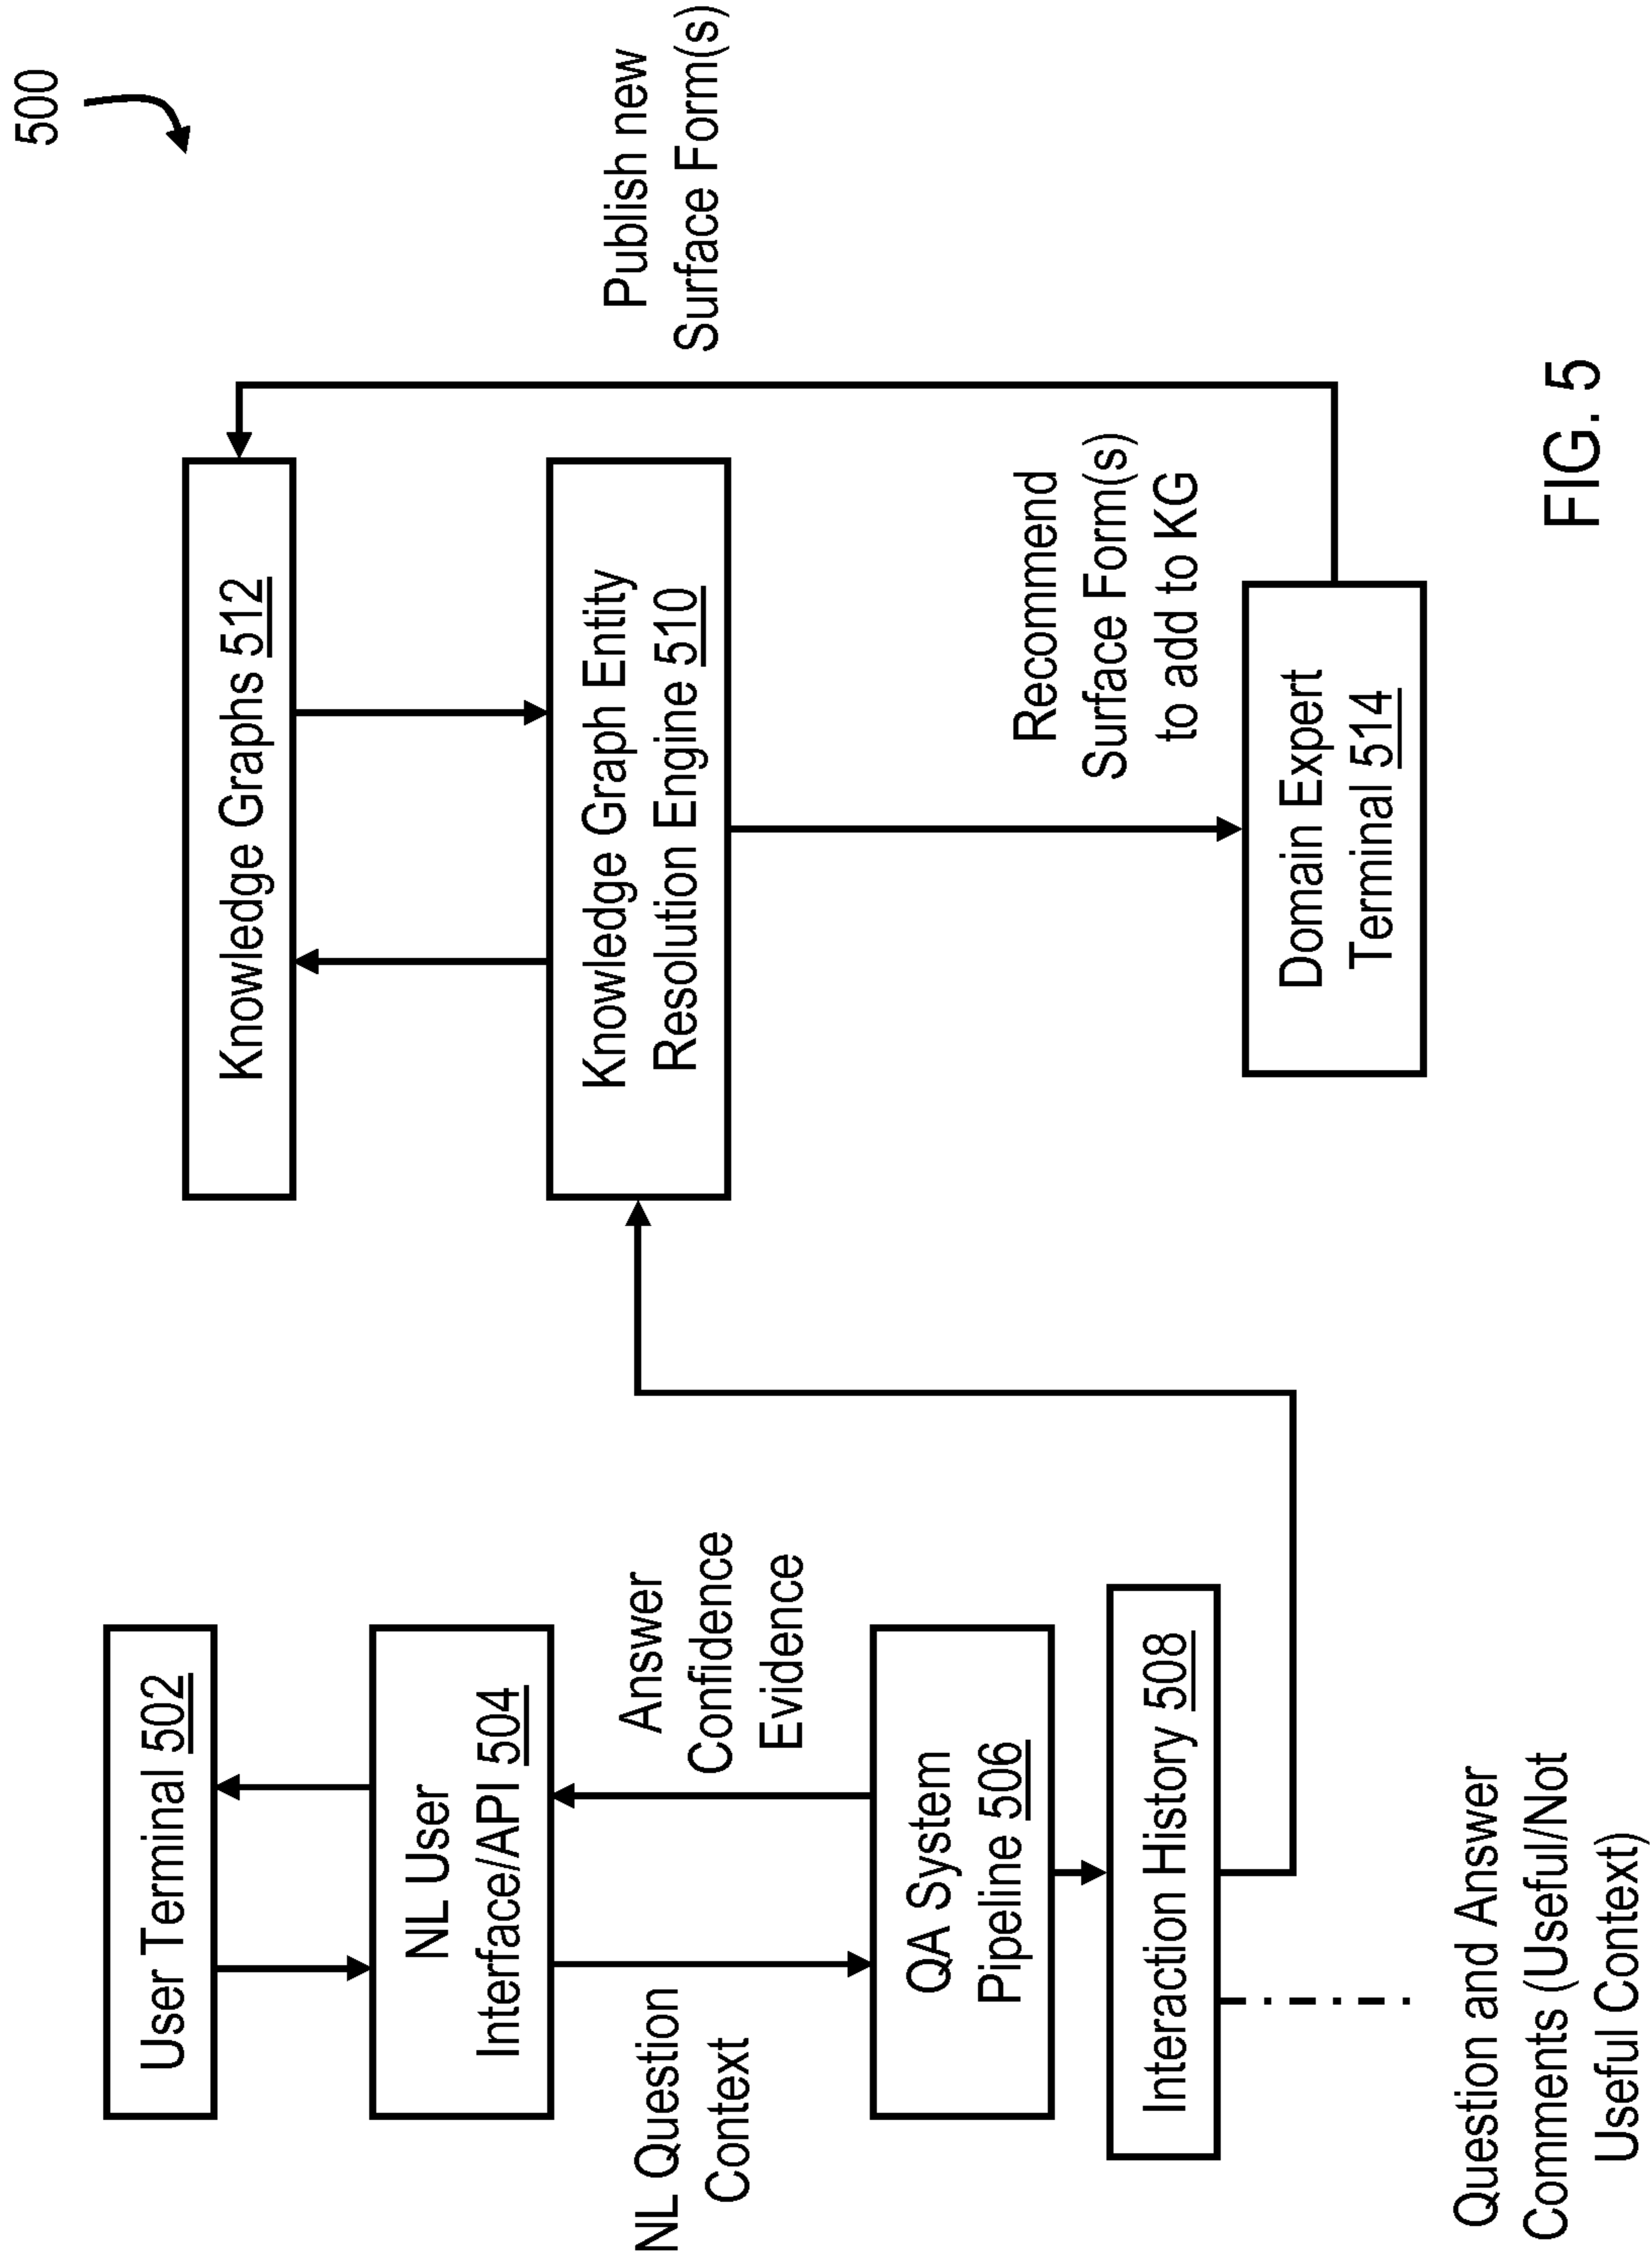 500
User Terminal 502
NL User
Interface/API 504
NL Question
Context
Answer
Confidence
Evidence
QA System
Pipeline 506
Interaction History 508
Question and Answer
Comments (Useful/Not
Useful Context)
Knowledge Graphs 512
Knowledge Graph Entity
Resolution Engine 510
Publish new
Surface Form(s)
Recommend
Surface Form(s)
to add to KG
Domain Expert
Terminal 514
FIG. 5